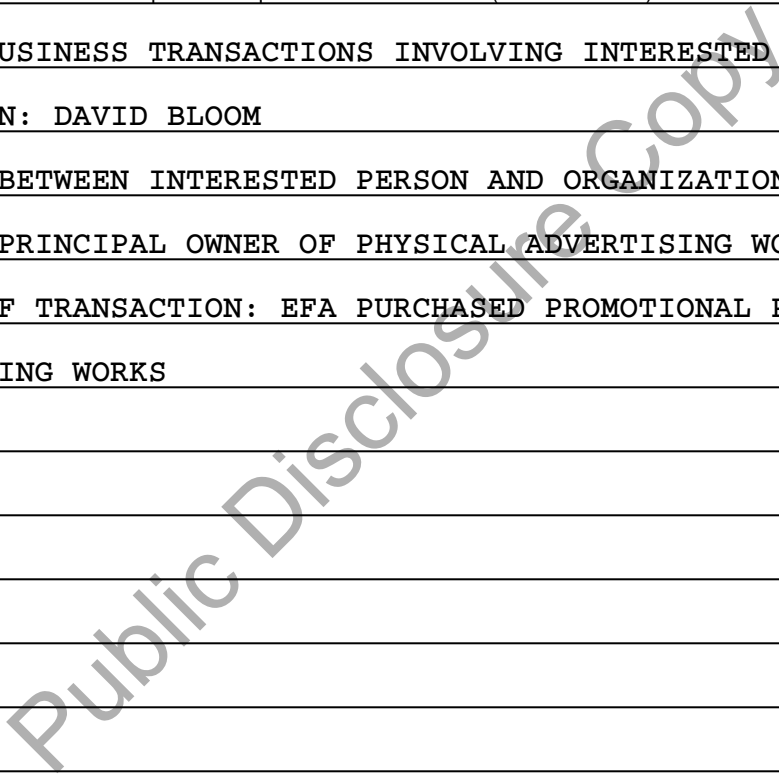 USINESS TRANSACTIONS INVOLVING INTERESTED
N: DAVID BLOOM
BETWEEN INTERESTED PERSON AND ORGANIZATION
PRINCIPAL OWNER OF PHYSICAL ADVERTISING WO
F TRANSACTION: EFA PURCHASED PROMOTIONAL
ING WORKS
Public Disclosure Copy